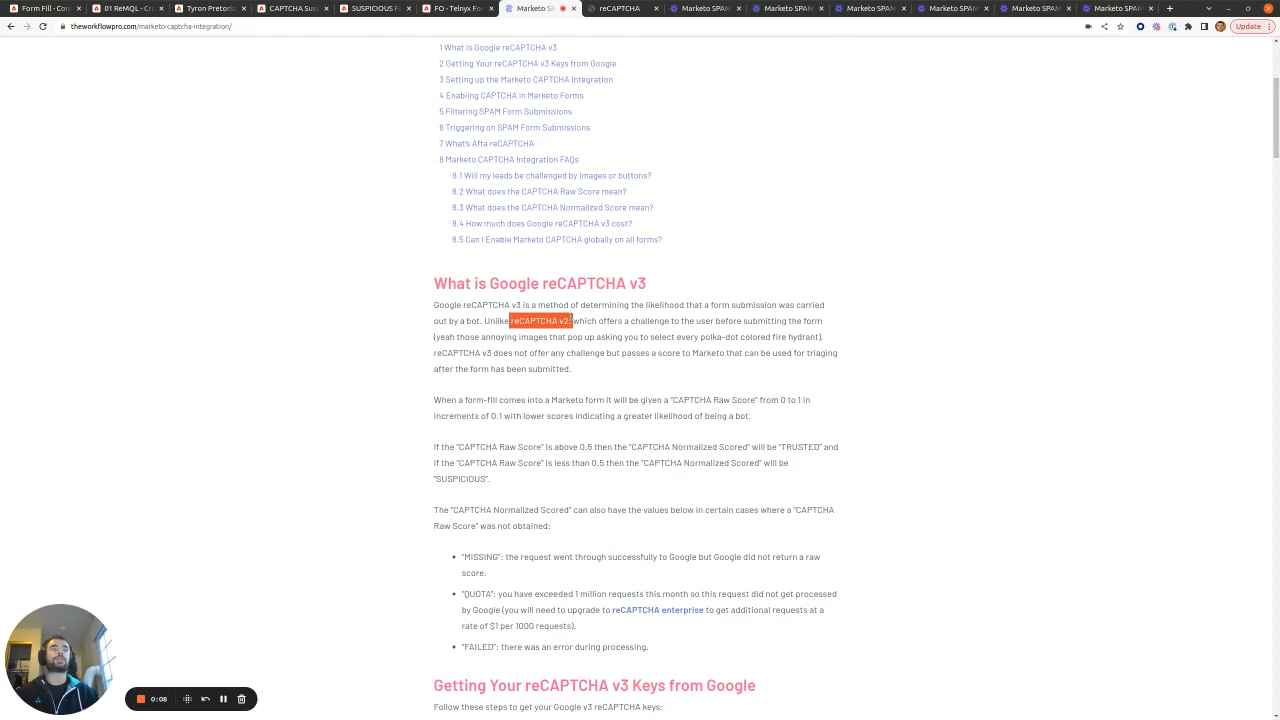 Form Fill - Con
01 ReMQL - Cr
Tyron Pretoriu
CAPTCHA Susp
SUSPICIOUS F
FO - Telnyx For
Marketo SP
reCAPTCHA
Marketo SPAM
Marketo SPAM
Marketo SPAM
Marketo SPAM
Marketo SPAM
theworkflowpro.com/marketo-captcha-integration/
Update
1 What is Google reCAPTCHA v3
2 Getting Your reCAPTCHA v3 Keys from Google
3 Setting up the Marketo CAPTCHA Integration
4 Enabling CAPTCHA in Marketo Forms
5 Filtering SPAM Form Submissions
6 Triggering on SPAM Form Submissions
7 What's Afta reCAPTCHA
8 Marketo CAPTCHA Integration FAQs
8.1 Will my leads be challenged by images or buttons?
8.2 What does the CAPTCHA Raw Score mean?
8.3 What does the CAPTCHA Normalized Score mean?
8.4 How much does Google reCAPTCHA v3 cost?
8.5 Can I Enable Marketo CAPTCHA globally on all forms?
What is Google reCAPTCHA v3
Google reCAPTCHA v3 is a method of determining the likelihood that a form submission was carried
out by a bot. Unlike reCAPTCHA v2, which offers a challenge to the user before submitting the form
(yeah those annoying images that pop up asking you to select every polka-dot colored fire hydrant),
reCAPTCHA v3 does not offer any challenge but passes a score to Marketo that can be used for triaging
after the form has been submitted.
When a form-fill comes into a Marketo form it will be given a "CAPTCHA Raw Score" from 0 to 1 in
increments of 0.1 with lower scores indicating a greater likelihood of being a bot.
If the "CAPTCHA Raw Score" is above 0.5 then the "CAPTCHA Normalized Scored" will be "TRUSTED" and
if the "CAPTCHA Raw Score" is less than 0.5 then the "CAPTCHA Normalized Scored" will be
"SUSPICIOUS".
The "CAPTCHA Normalized Scored" can also have the values below in certain cases where a "CAPTCHA
Raw Score" was not obtained:
• "MISSING": the request went through successfully to Google but Google did not return a raw
score.
• "QUOTA": you have exceeded 1 million requests this month so this request did not get processed
by Google (you will need to upgrade to reCAPTCHA enterprise to get additional requests at a
rate of $1 per 1000 requests).
• "FAILED": there was an error during processing.
Getting Your reCAPTCHA v3 Keys from Google
Follow these steps to get your Google v3 reCAPTCHA keys:
0:08